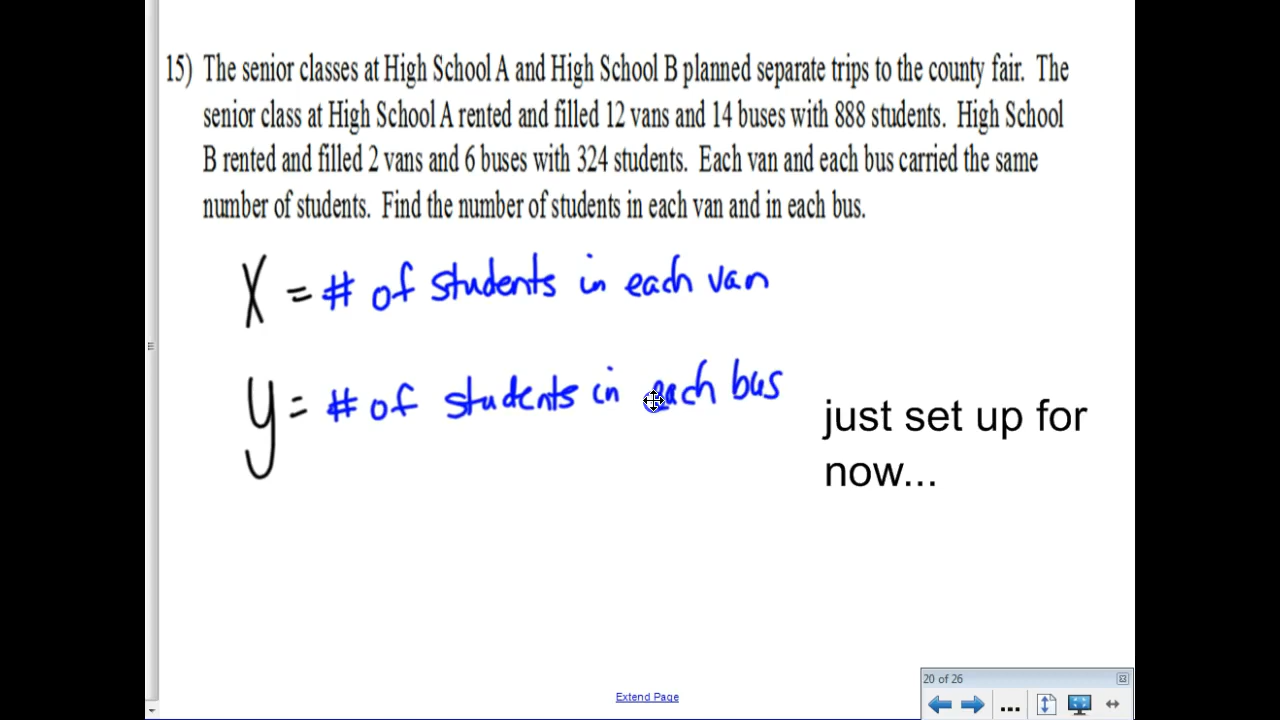 15) The senior classes at High School A and High School B planned separate trips to the county fair. The
senior class at High School A rented and filled 12 vans and 14 buses with 888 students. High School
B rented and filled 2 vans and 6 buses with 324 students. Each van and each bus carried the same
number of students. Find the number of students in each van and in each bus.
X = # of students in each van
y = # of students in each bus
just set up for
now...
Extend Page
20 of 26
...